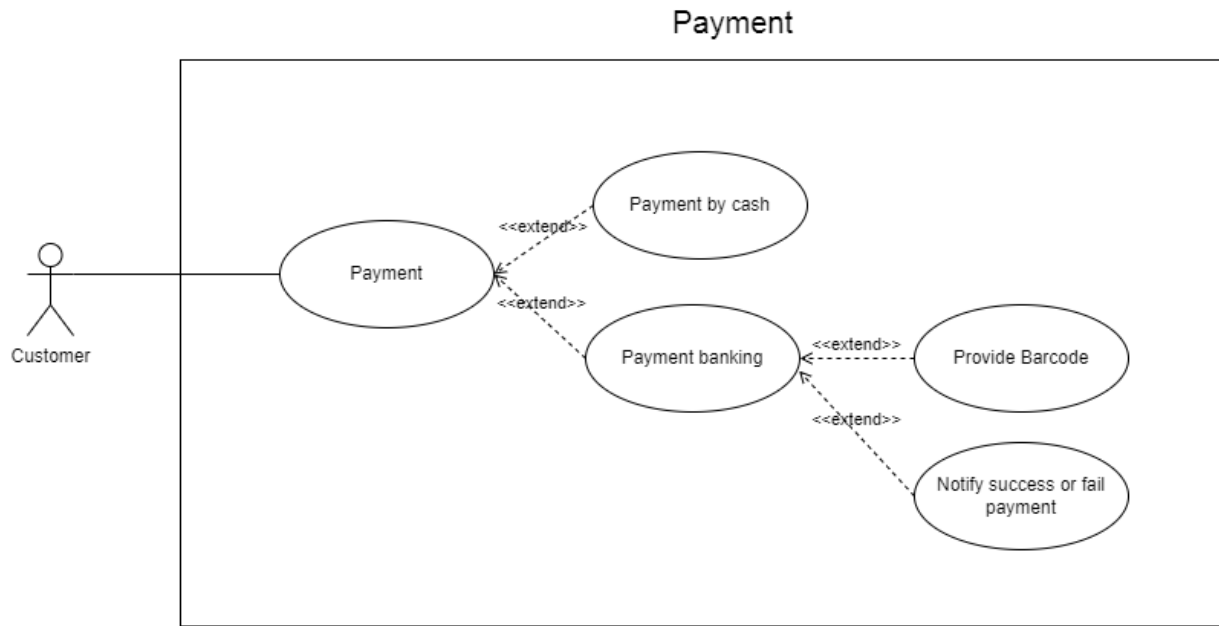 Payment
Payment by cash
<<extend>>
Payment
<<extend>>
Customer
Payment banking
<<extend>>
Provide Barcode
<<extend>>
Notify success or fail
payment